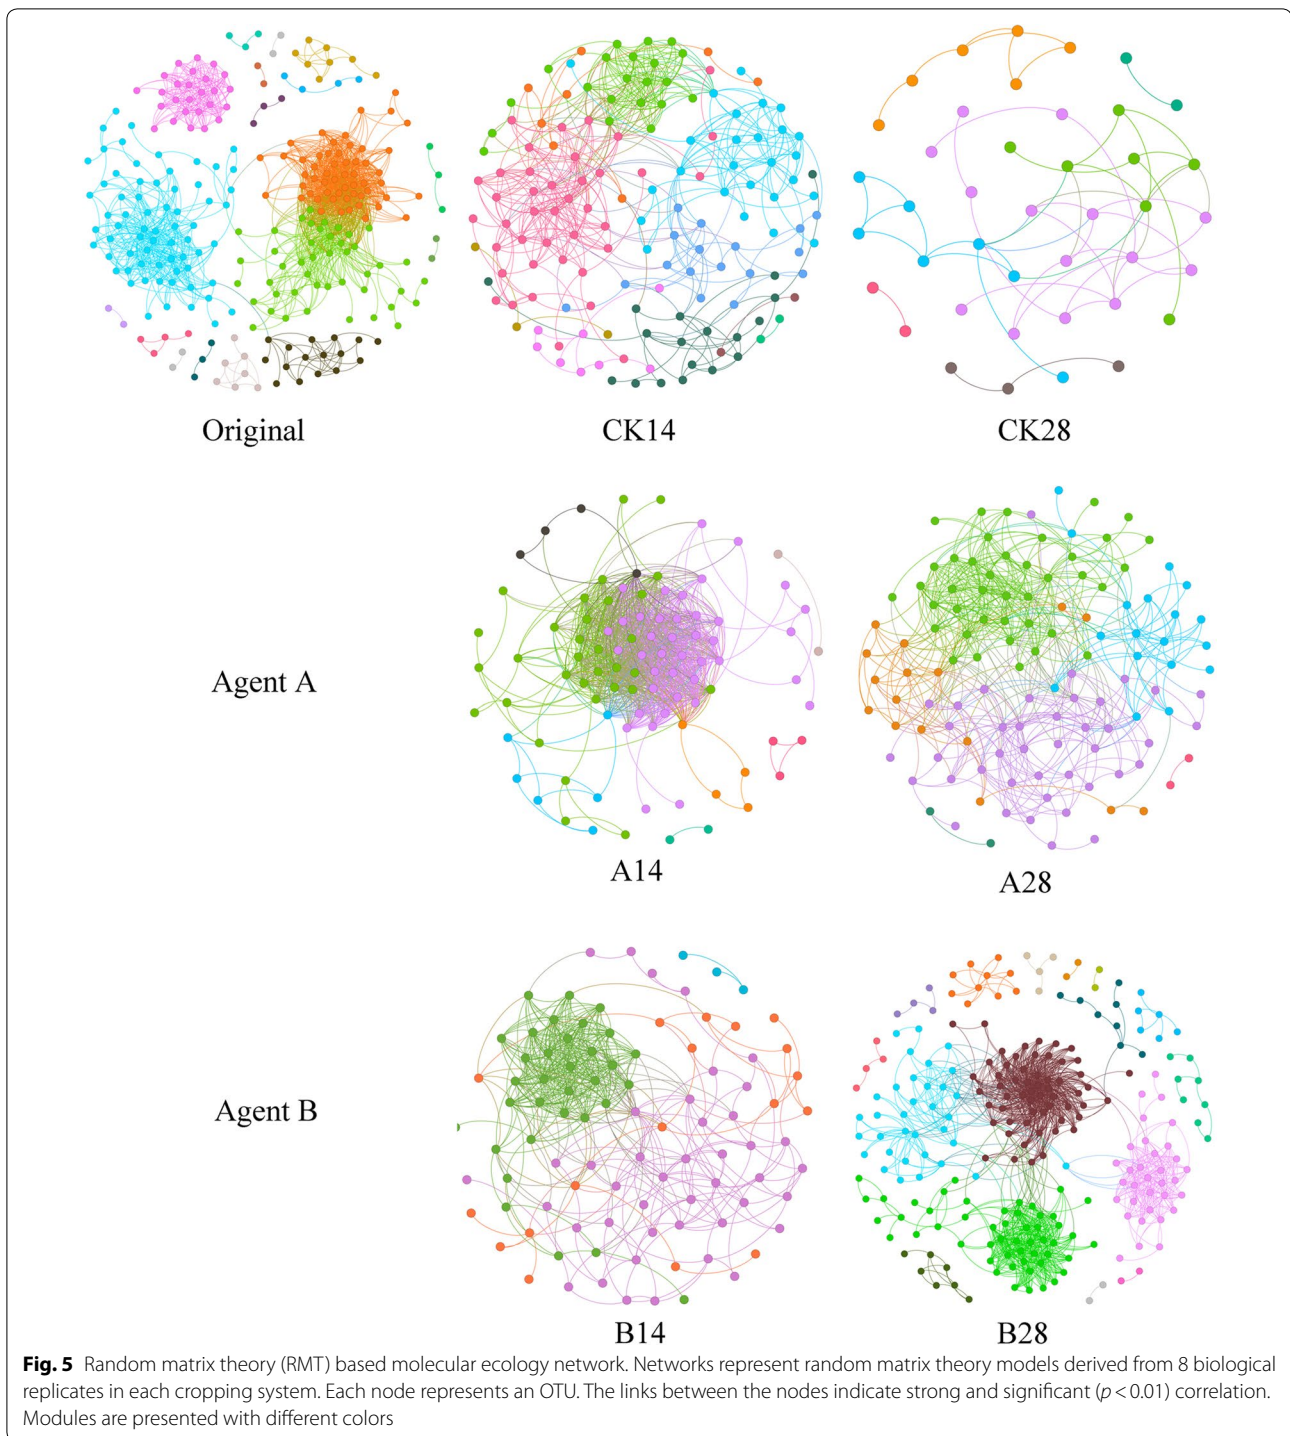 Original
CK14
CK28
Agent A
A14
A28
Agent B
B14
B28
Fig. 5 Random matrix theory (RMT) based molecular ecology network. Networks represent random matrix theory models derived from 8 biological
replicates in each cropping system. Each node represents an OTU. The links between the nodes indicate strong and significant (p < 0.01) correlation.
Modules are presented with different colors